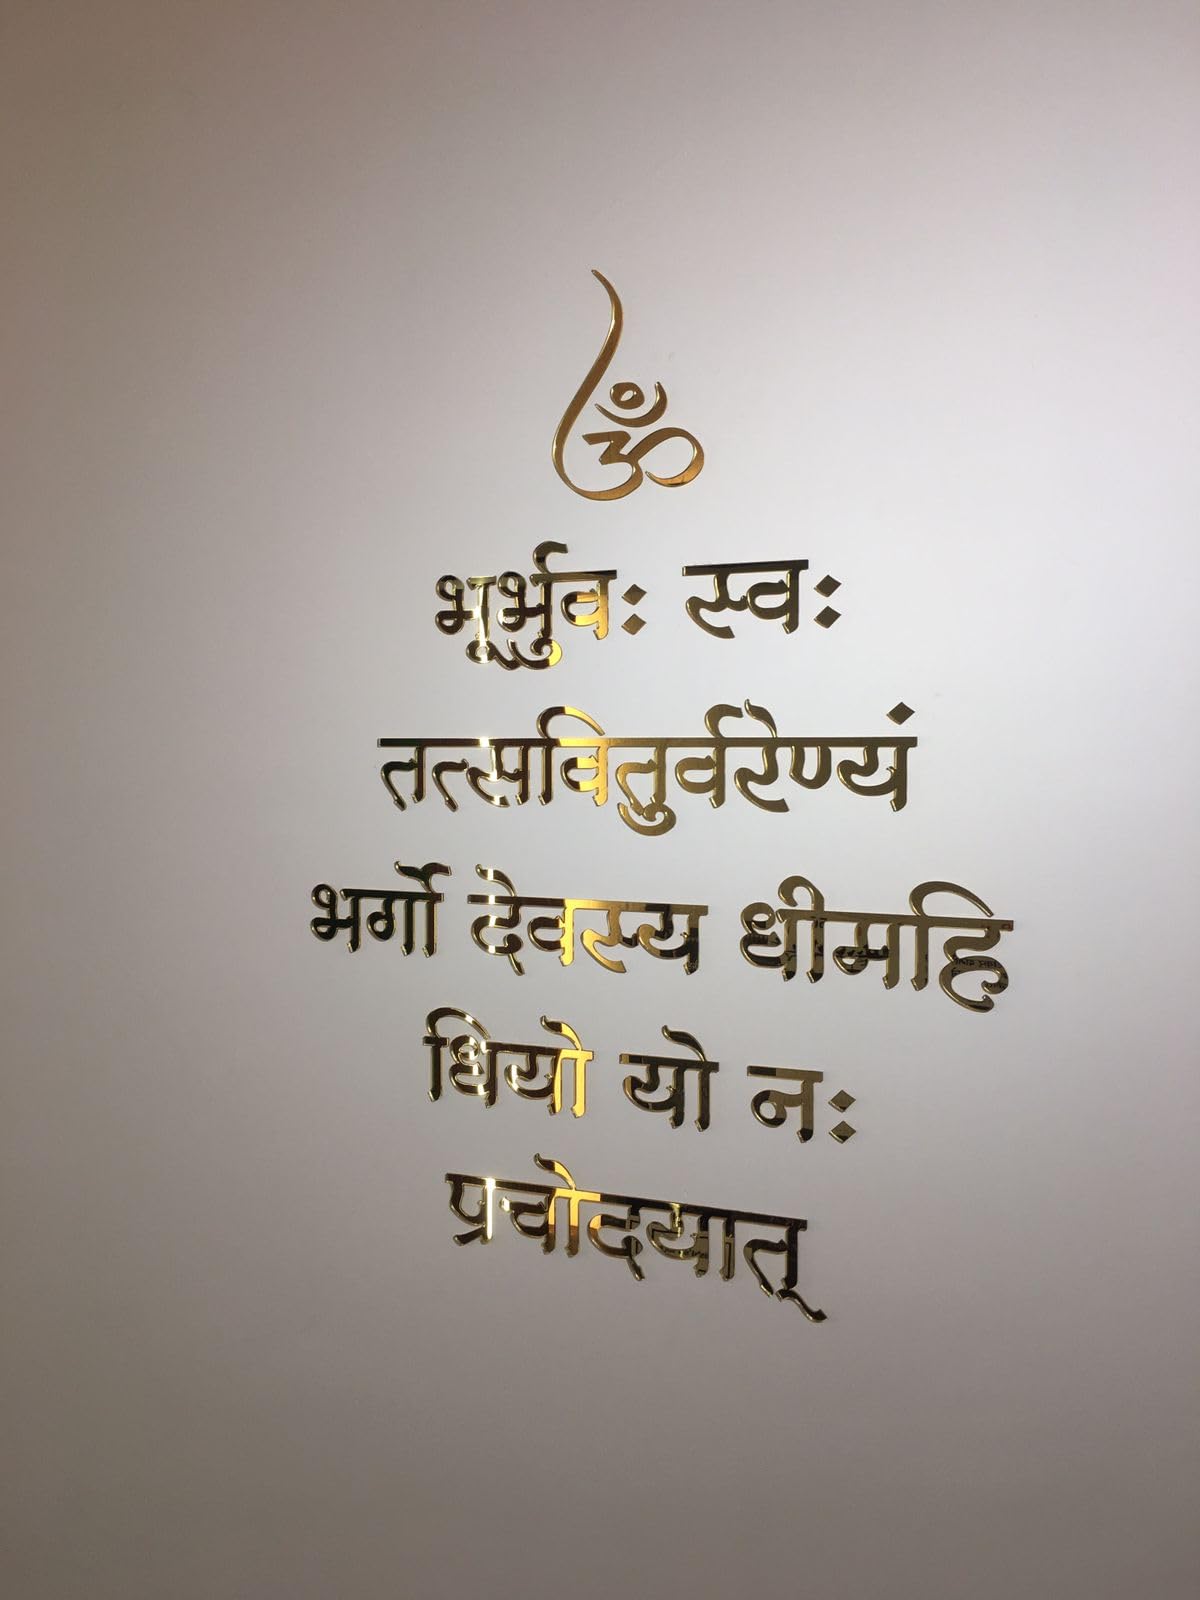 ॐ
भूर्भुवः स्वः
तत्सवितुर्वरेण्यं
भर्गो देवस्य धीमहि
धियो यो नः
प्रचोदयात्